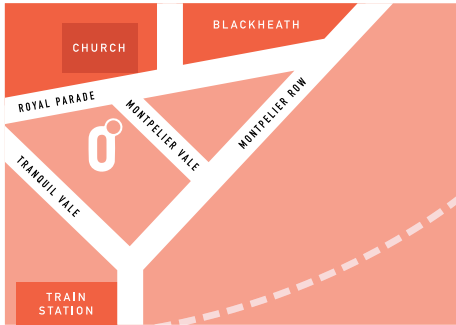 BLACKHEATH
CHURCH
ROYAL PARADE
MONTPELIER VALE
MONTPELIER ROW
TRANQUIL VALE
TRAIN
STATION